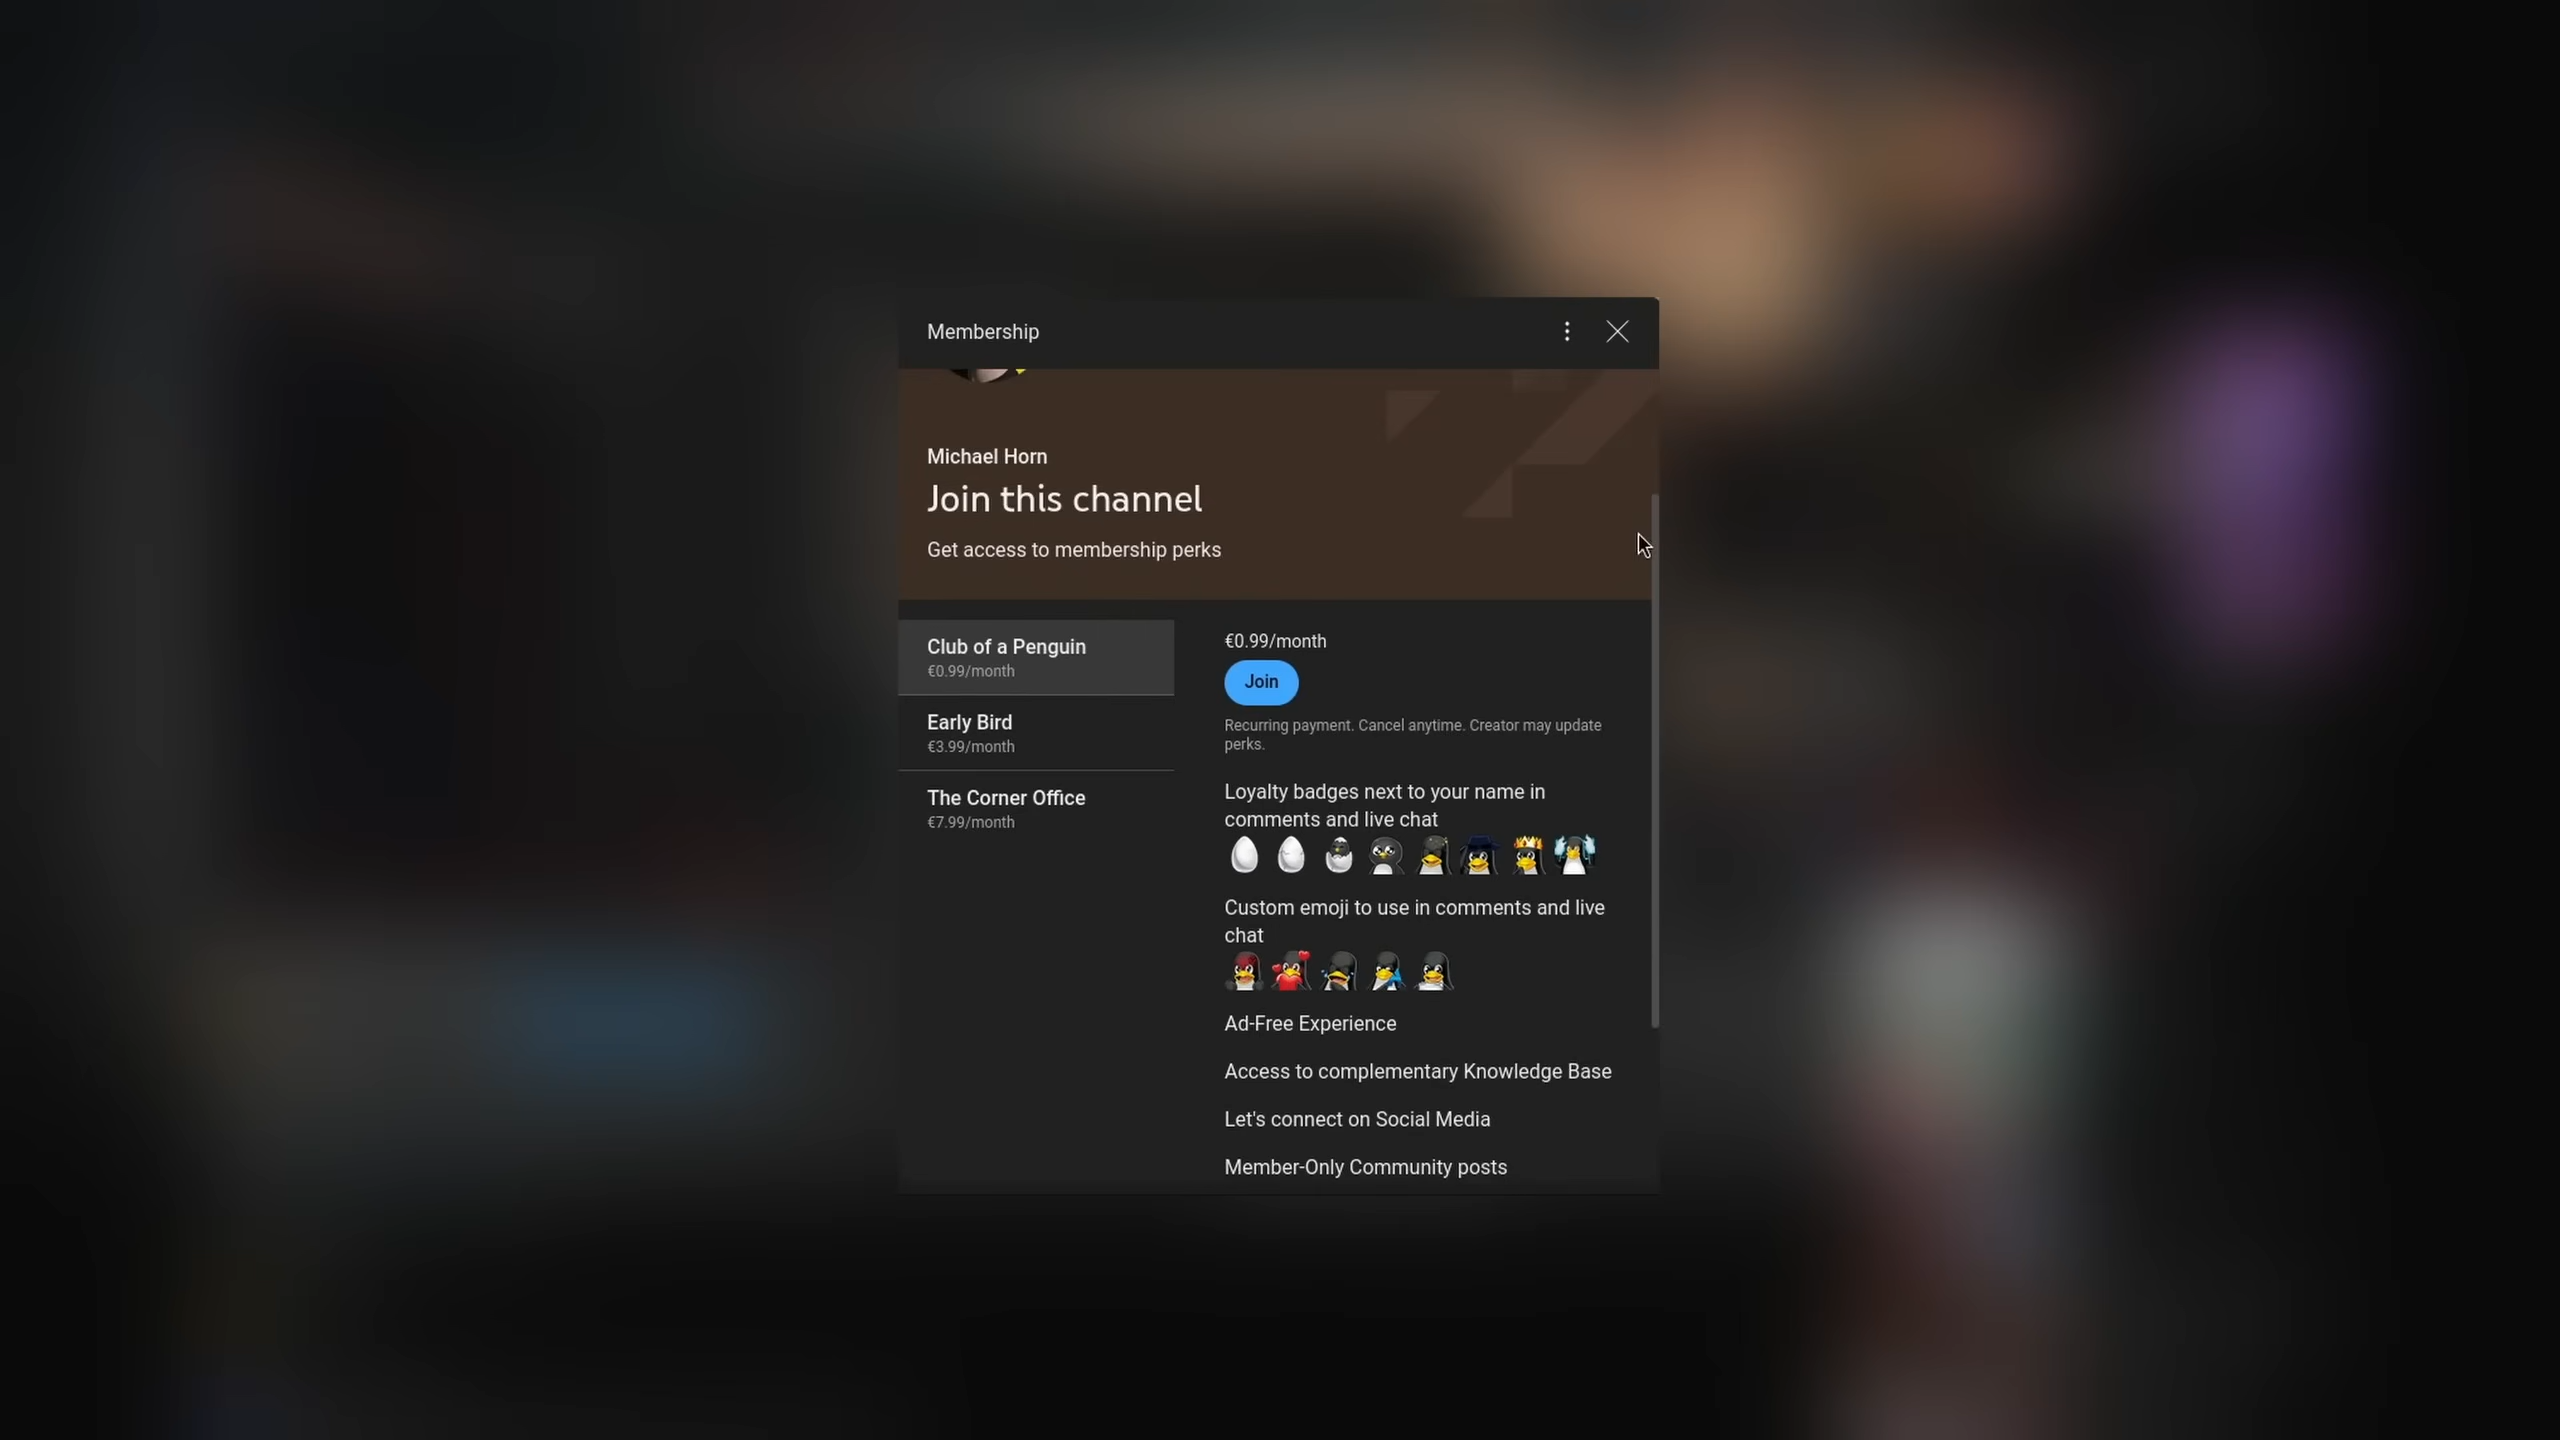 Membership
Michael Horn
Join this channel
Get access to membership perks
Club of a Penguin
€0.99/month
Early Bird
€3.99/month
The Corner Office
€7.99/month
€0.99/month
Join
Recurring payment. Cancel anytime. Creator may update
perks.
Loyalty badges next to your name in
comments and live chat
Custom emoji to use in comments and live
chat
Ad-Free Experience
Access to complementary Knowledge Base
Let's connect on Social Media
Member-Only Community posts